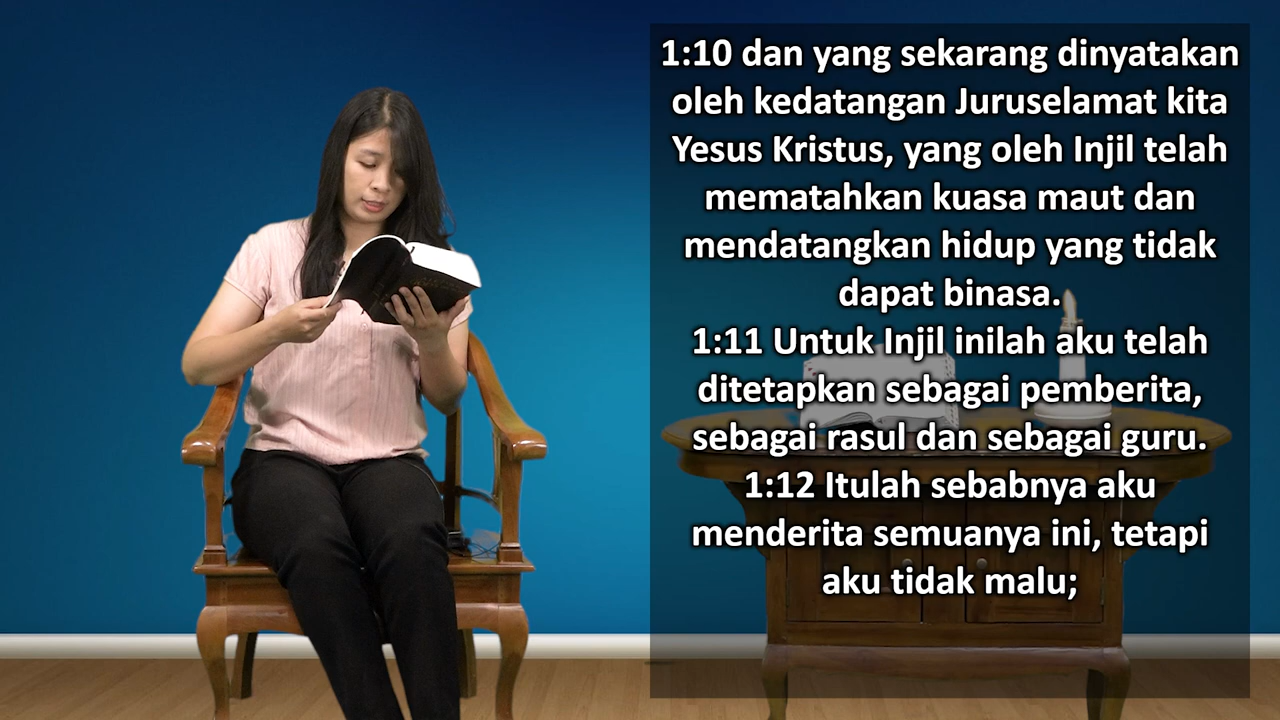 1:10 dan yang sekarang dinyatakan
oleh kedatangan Juruselamat kita
Yesus Kristus, yang oleh Injil telah
mematahkan kuasa maut dan
mendatangkan hidup yang tidak
dapat binasa.
1:11 Untuk Injil inilah aku telah
ditetapkan sebagai pemberita,
sebagai rasul dan sebagai guru.
1:12 Itulah sebabnya aku
menderita semuanya ini, tetapi
aku tidak malu;